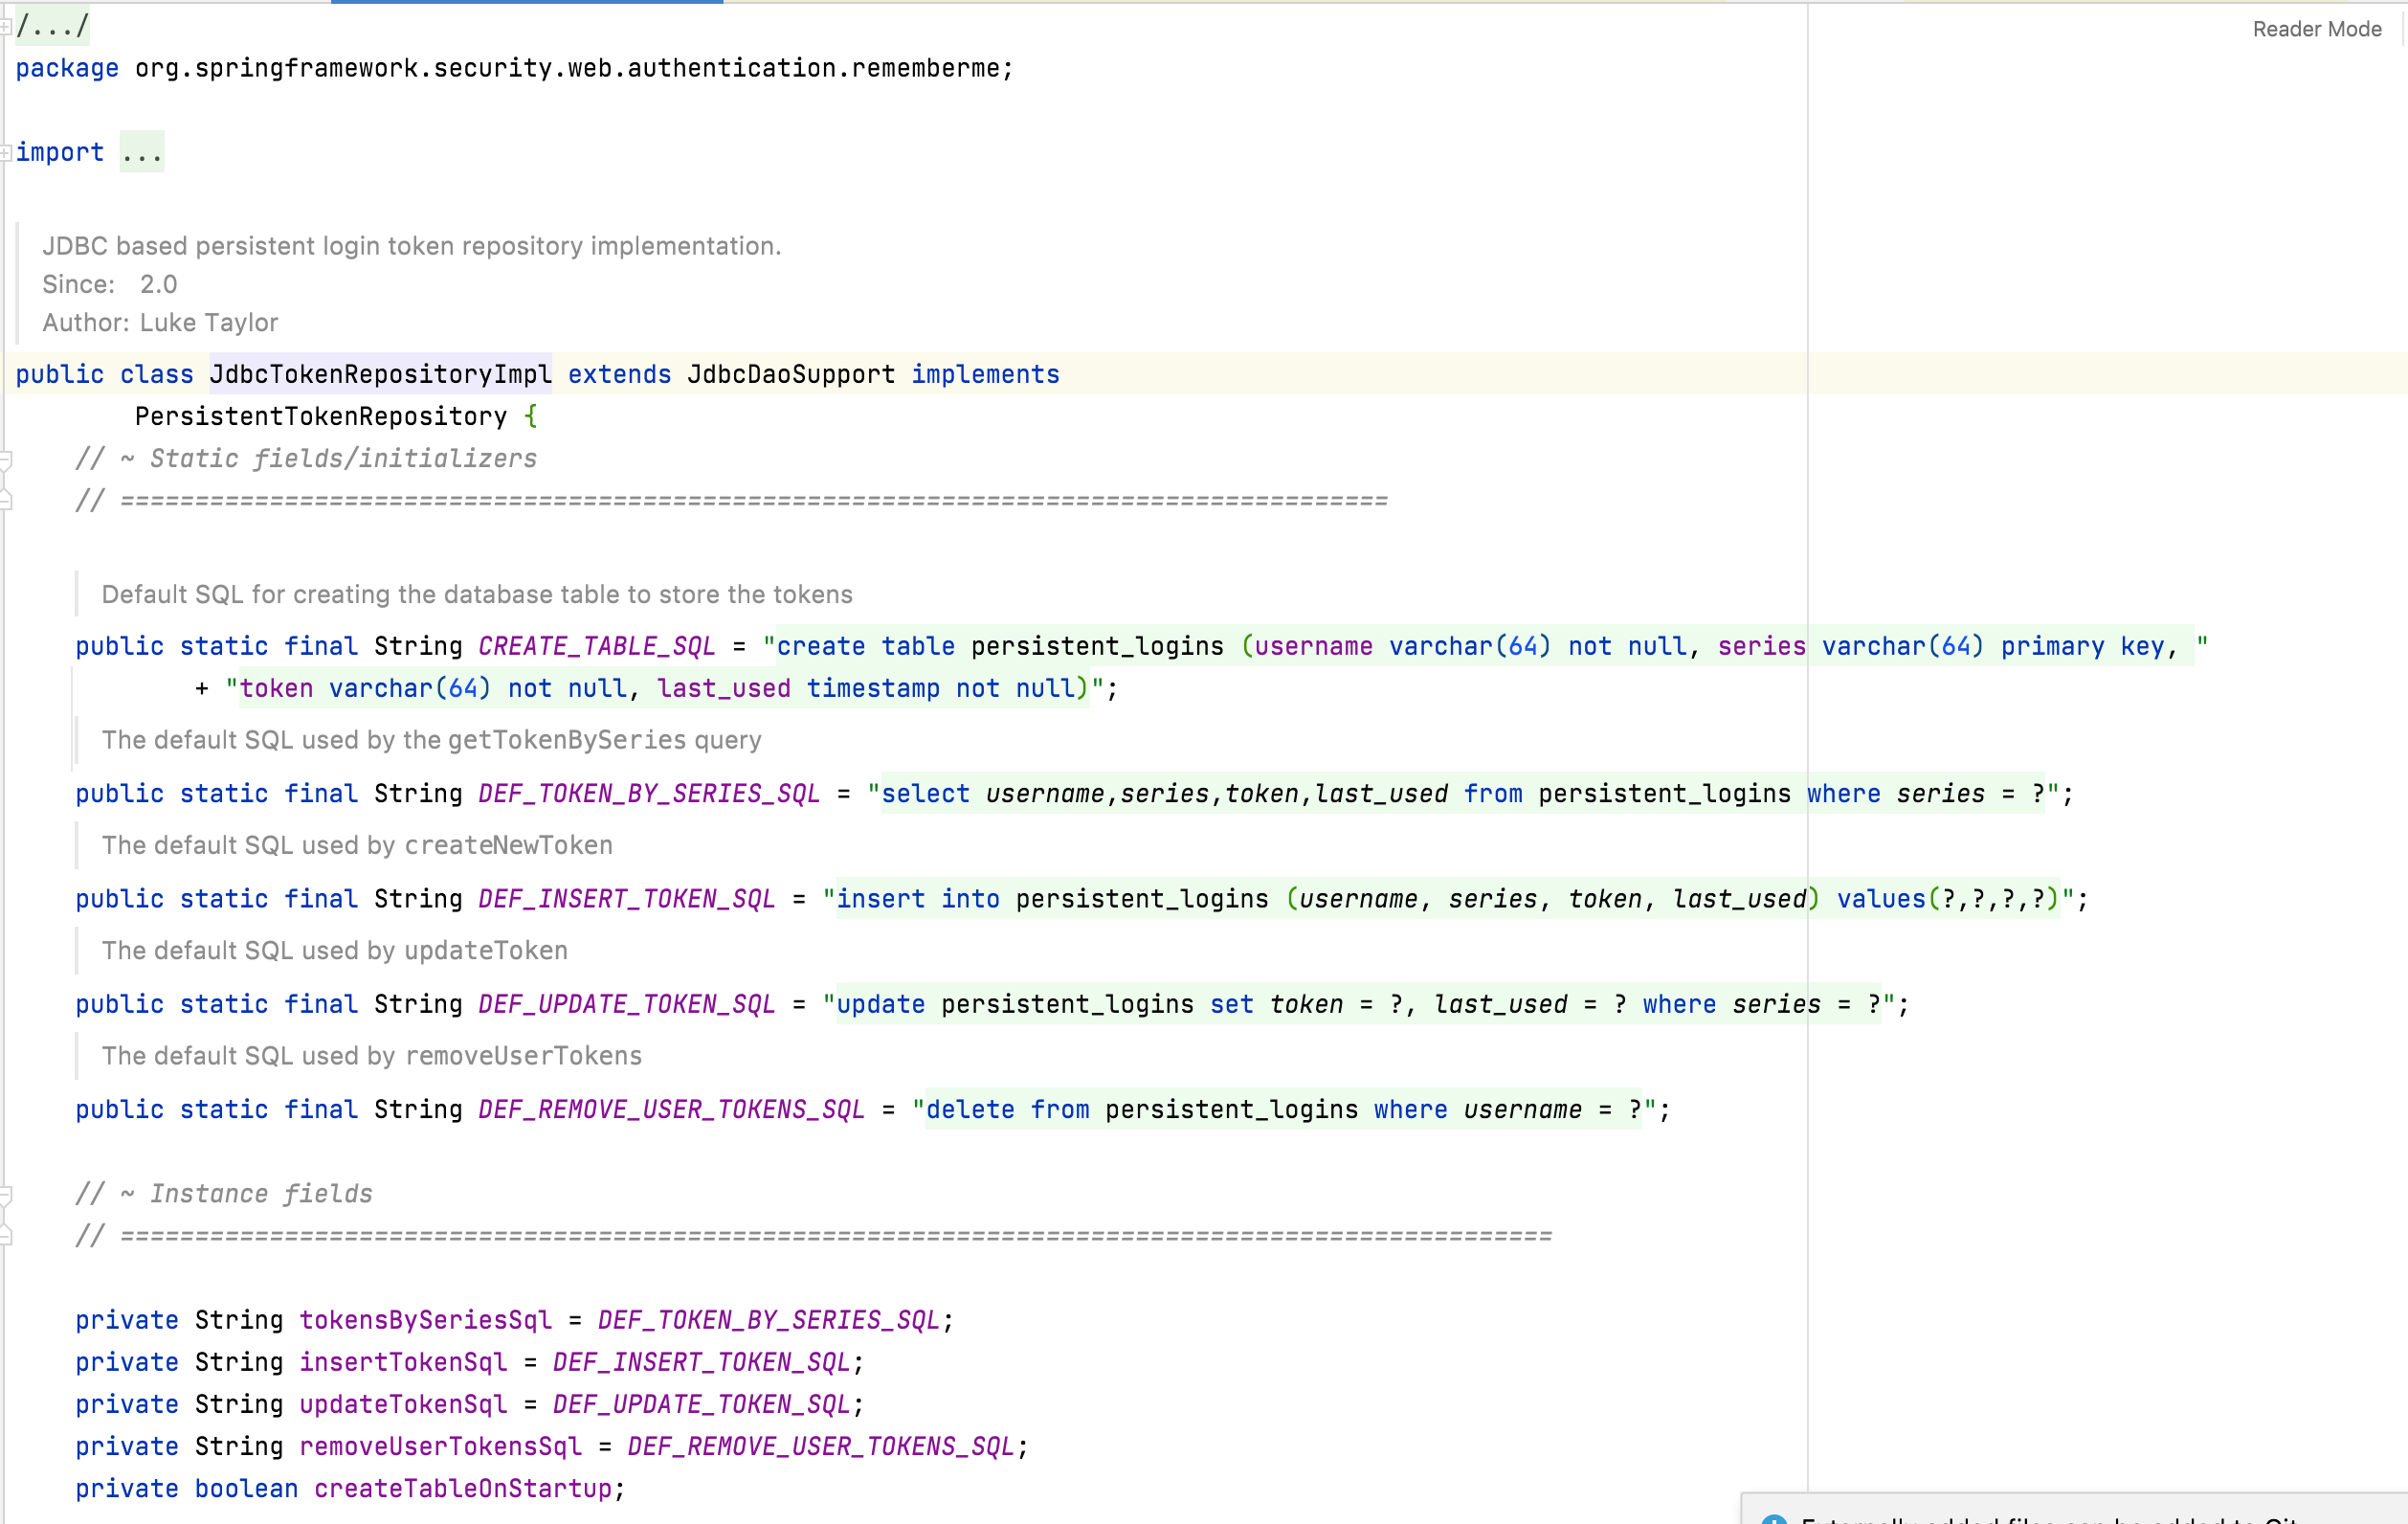 /.../
Reader Mode
package org.springframework.security.web.authentication.rememberme;
import ...
JDBC based persistent login token repository implementation.
Since: 2.0
Author: Luke Taylor
public class JdbcTokenRepositoryImpl extends JdbcDaoSupport implements
PersistentTokenRepository {
// ~ Static fields/initializers
// =====================================================================================
Default SQL for creating the database table to store the tokens
public static final String CREATE_TABLE_SQL = "create table persistent_logins (username varchar(64) not null, series varchar(64) primary key, "
+ "token varchar(64) not null, last_used timestamp not null)";
The default SQL used by the getTokenBySeries query
public static final String DEF_TOKEN_BY_SERIES_SQL = "select username,series,token,last_used from persistent_logins where series = ?";
The default SQL used by createNewToken
public static final String DEF_INSERT_TOKEN_SQL = "insert into persistent_logins (username, series, token, last_used) values(?,?,?,?)";
The default SQL used by updateToken
public static final String DEF_UPDATE_TOKEN_SQL = "update persistent_logins set token = ?, last_used = ? where series = ?";
The default SQL used by removeUserTokens
public static final String DEF_REMOVE_USER_TOKENS_SQL = "delete from persistent_logins where username = ?";
// ~ Instance fields
// ================================================================================================
private String tokensBySeriesSql = DEF_TOKEN_BY_SERIES_SQL;
private String insertTokenSql = DEF_INSERT_TOKEN_SQL;
private String updateTokenSql = DEF_UPDATE_TOKEN_SQL;
private String removeUserTokensSql = DEF_REMOVE_USER_TOKENS_SQL;
private boolean createTableOnStartup;
Externally added files can be added to Git